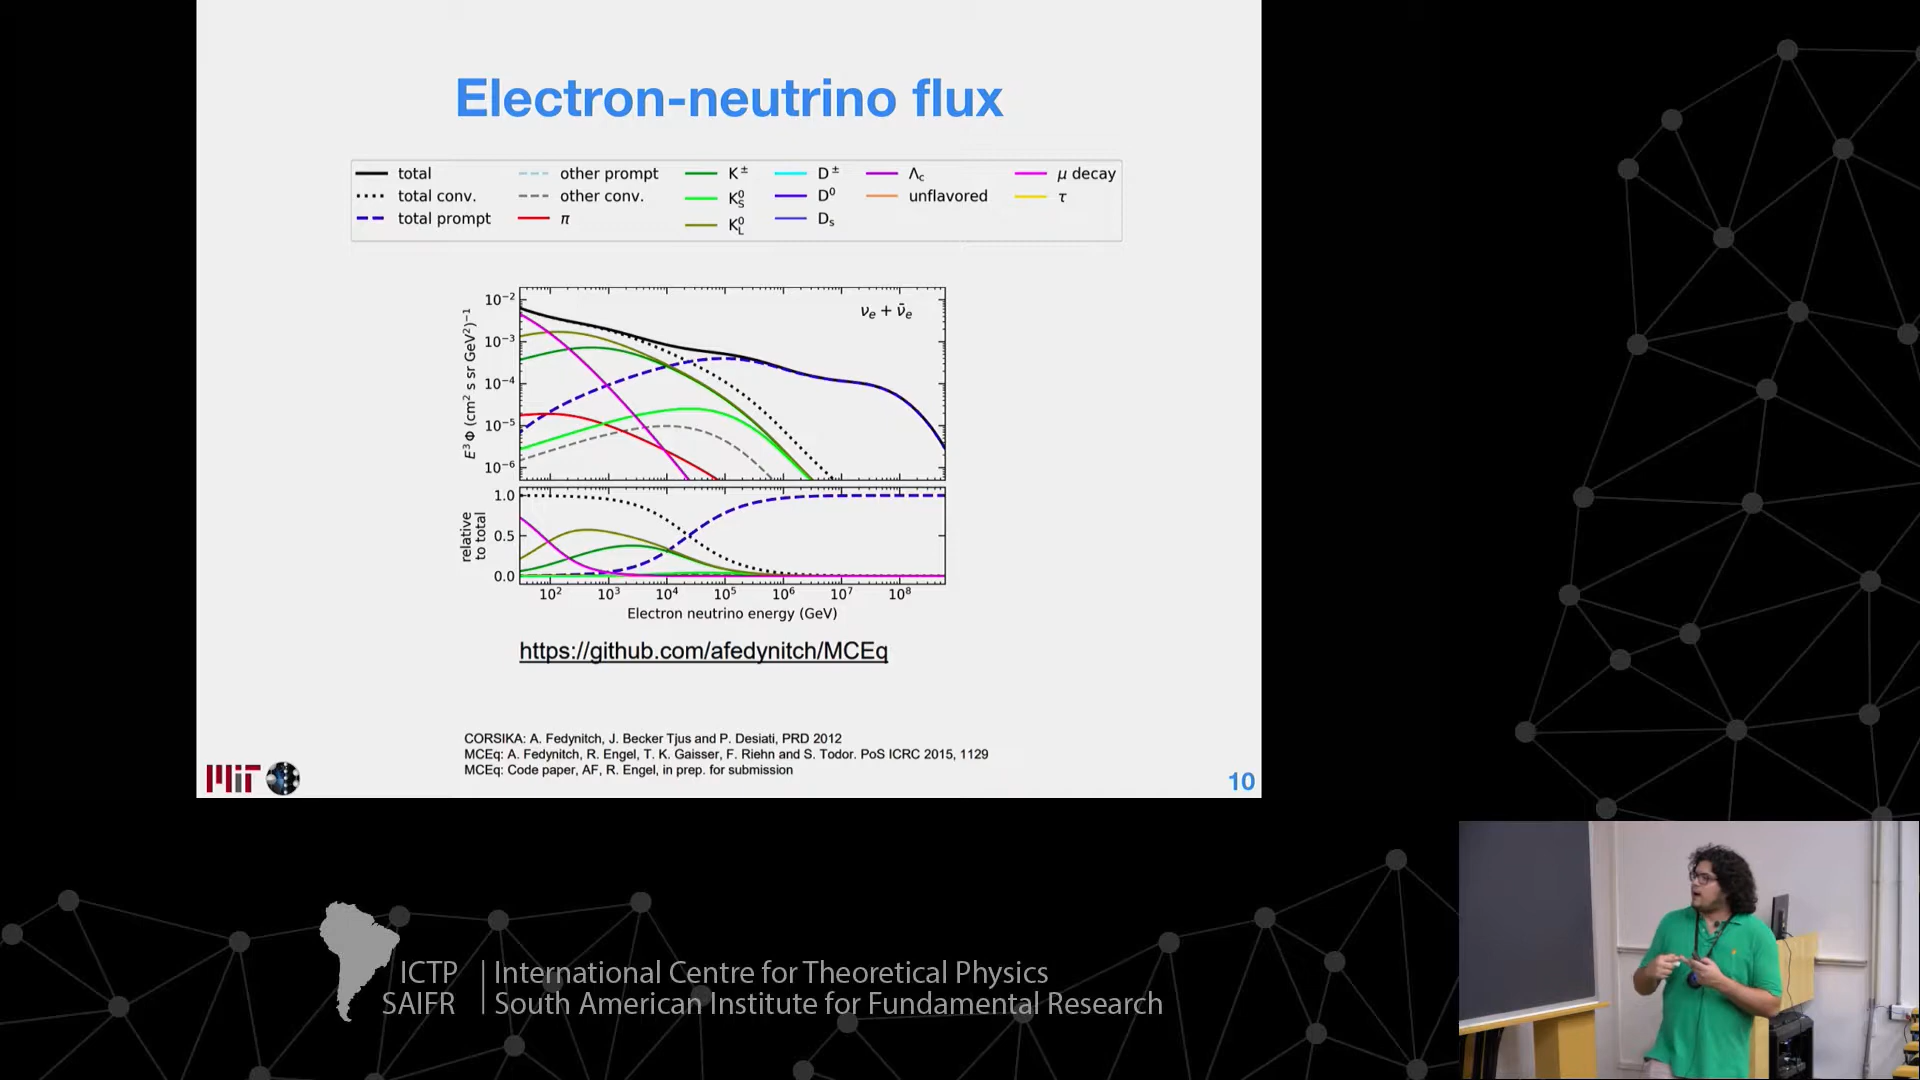 Electron-neutrino flux
total
total conv.
total prompt
other prompt
other conv.
π
K±
K⁰S
K⁰L
D±
D⁰
Ds
Λc
unflavored
μ decay
τ
νe + ν̄e
E³Φ (cm² s sr GeV²)⁻¹
10⁻²
10⁻³
10⁻⁴
10⁻⁵
10⁻⁶
relative
to total
1.0
0.5
0.0
10² 10³ 10⁴ 10⁵ 10⁶ 10⁷ 10⁸
Electron neutrino energy (GeV)
https://github.com/afedynitch/MCEq
CORSIKA: A. Fedynitch, J. Becker Tjus and P. Desiati, PRD 2012
MCEq: A. Fedynitch, R. Engel, T. K. Gaisser, F. Riehn and S. Todor. PoS ICRC 2015, 1129
MCEq: Code paper, AF, R. Engel, in prep. for submission
MIT
10
ICTP International Centre for Theoretical Physics
SAIFR South American Institute for Fundamental Research